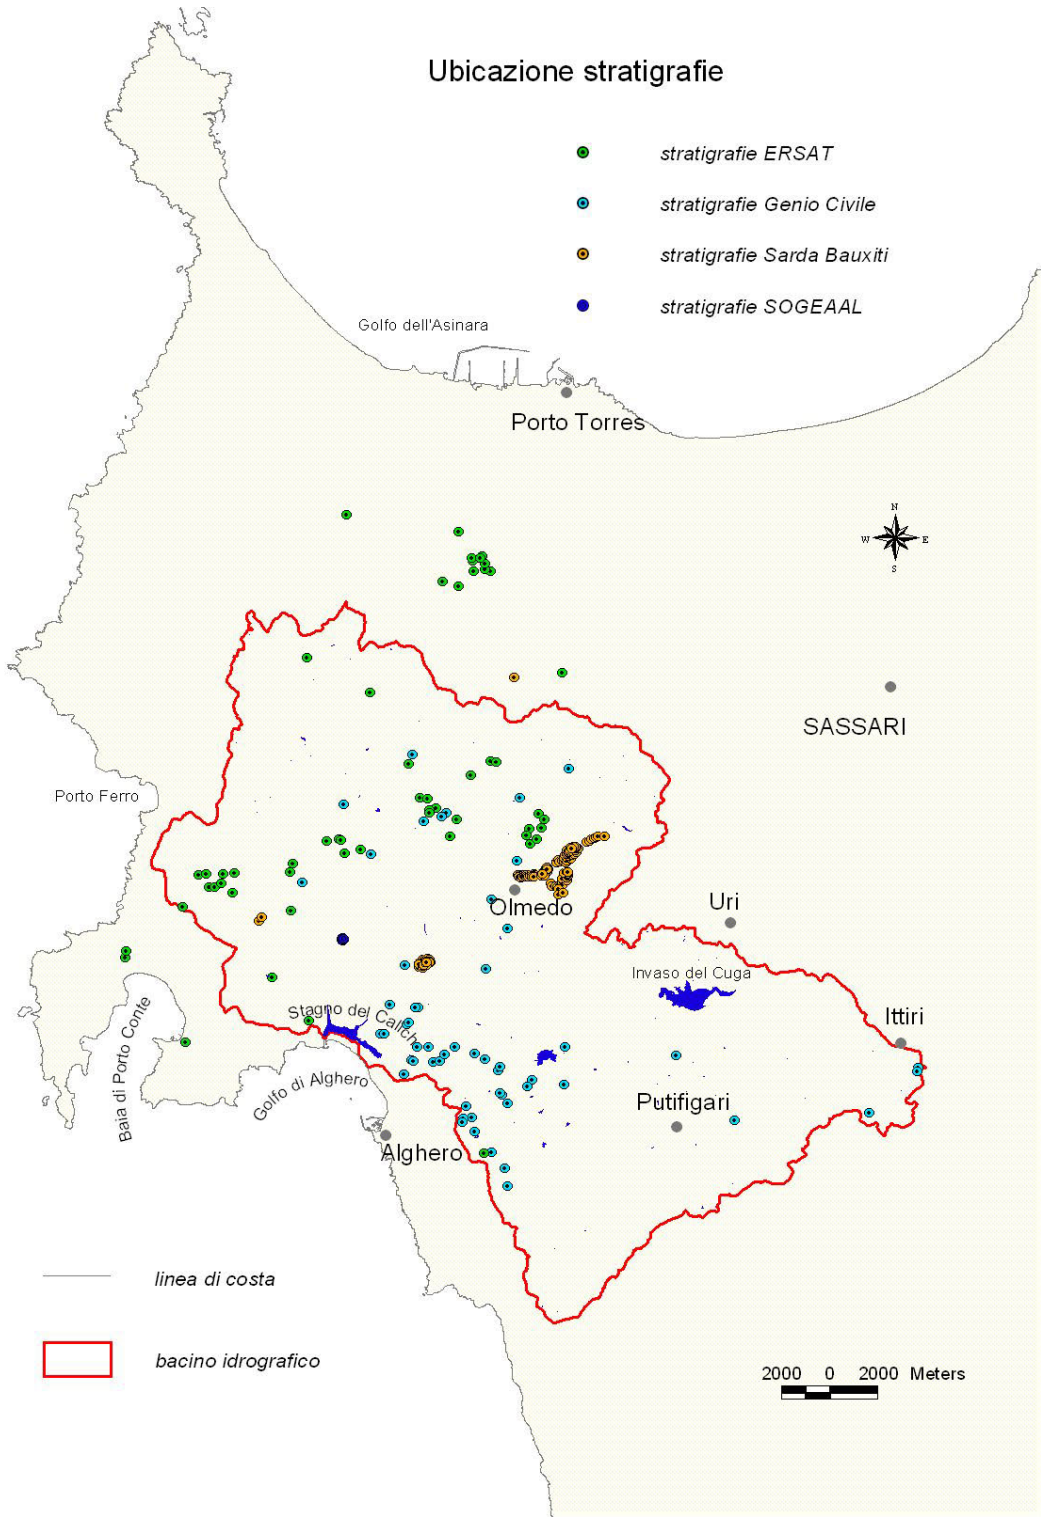 Ubicazione stratigrafie
stratigrafie ERSAT
stratigrafie Genio Civile
stratigrafie Sarda Bauxiti
stratigrafie SOGEAAL
Golfo dell'Asinara
Porto Torres
N
W E
S
SASSARI
Porto Ferro
Olmedo
Uri
Invaso del Cuga
Ittiri
Stagno del Calich
Baia di Porto Conte
Golfo di Alghero
Putifigari
Alghero
linea di costa
bacino idrografico
2000 0 2000 Meters